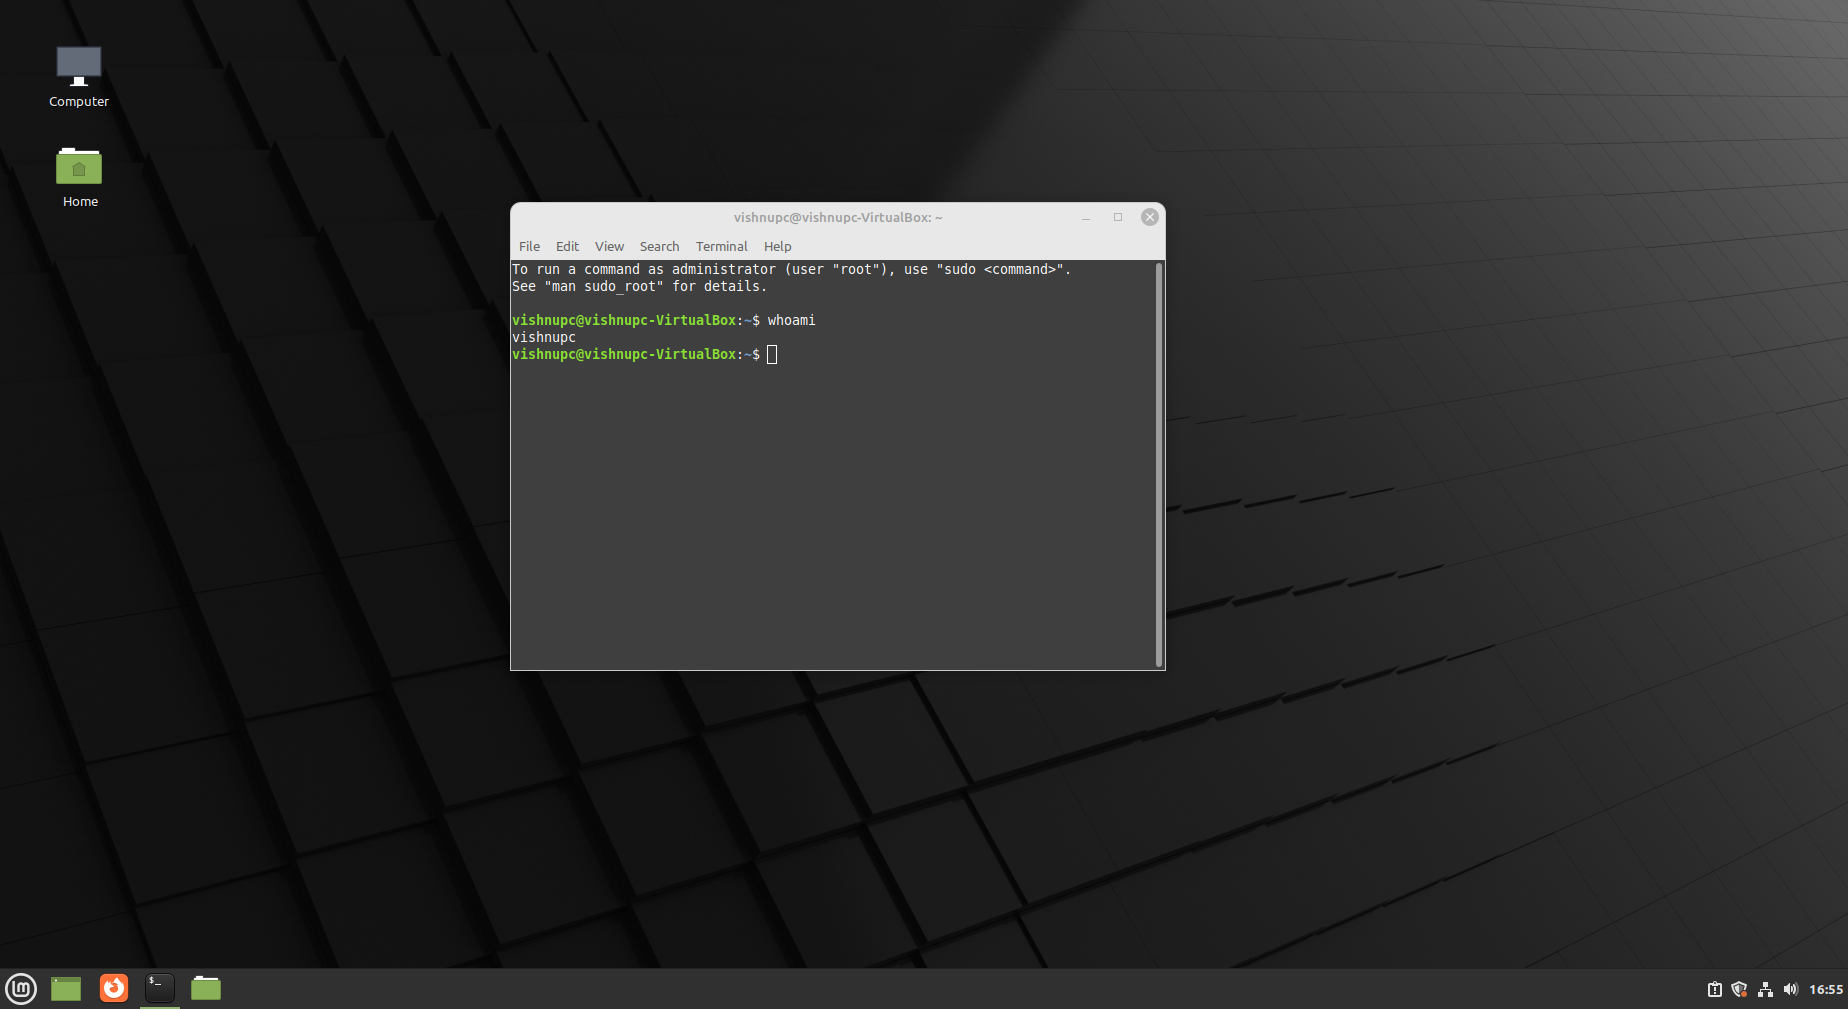 Computer
Home
vishnupc@vishnupc-VirtualBox: ~
File Edit View Search Terminal Help
To run a command as administrator (user "root"), use "sudo <command>".
See "man sudo_root" for details.
vishnupc@vishnupc-VirtualBox:~$ whoami
vishnupc
vishnupc@vishnupc-VirtualBox:~$
$_
16:55